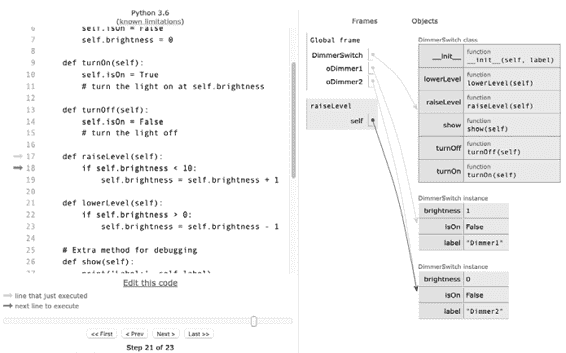 Python 3.6
(known limitations)
6 self.isOn = False
7 self.brightness = 0
8
9 def turnOn(self):
10 self.isOn = True
11 # turn the light on at self.brightness
12
13 def turnOff(self):
14 self.isOn = False
15 # turn the light off
16
17 def raiseLevel(self):
18 if self.brightness < 10:
19 self.brightness = self.brightness + 1
20
21 def lowerLevel(self):
22 if self.brightness > 0:
23 self.brightness = self.brightness - 1
24
25 # Extra method for debugging
26 def show(self):
27 print('Label:', self.label)
Edit this code
line that just executed
next line to execute
<< First < Prev Next > Last >>
Step 21 of 23
Frames Objects
Global frame
DimmerSwitch
oDimmer1
oDimmer2
raiseLevel
self
DimmerSwitch class
__init__ function
__init__(self, label)
lowerLevel function
lowerLevel(self)
raiseLevel function
raiseLevel(self)
show function
show(self)
turnOff function
turnOff(self)
turnOn function
turnOn(self)
DimmerSwitch instance
brightness 1
isOn False
label "Dimmer1"
DimmerSwitch instance
brightness 0
isOn False
label "Dimmer2"